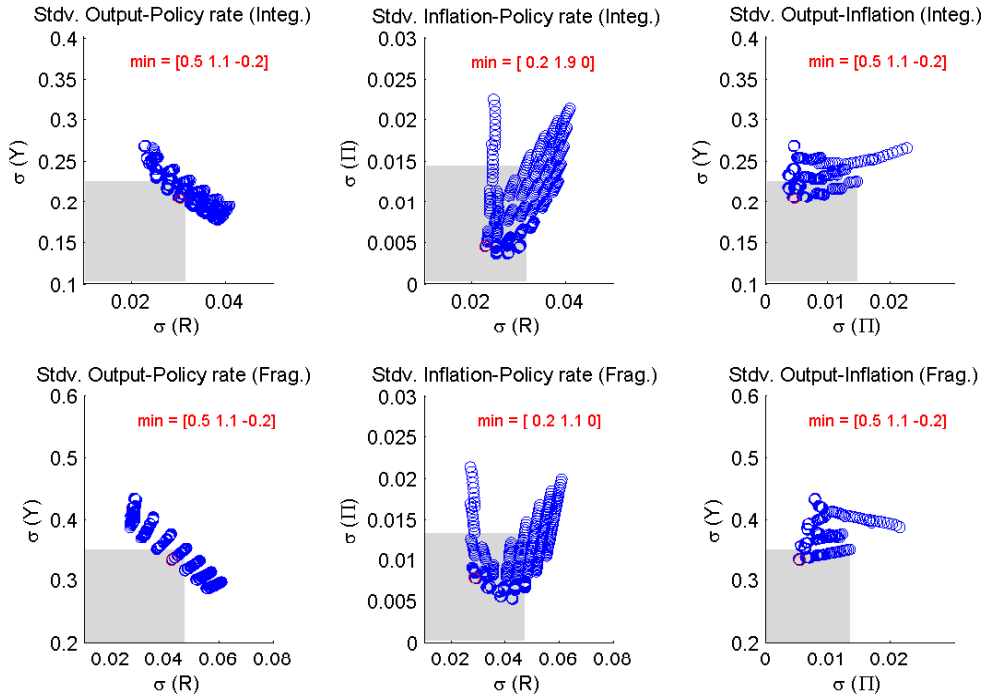 Stdv. Output-Policy rate (Integ.)
0.4
0.35
0.3
0.25
0.2
0.15
0.1
σ (Y)
min = [0.5 1.1 -0.2]
0.02
0.04
σ (R)
Stdv. Inflation-Policy rate (Integ.)
0.03
0.025
0.02
0.015
0.01
0.005
0
σ (Π)
min = [ 0.2 1.9 0]
0.02
0.04
σ (R)
Stdv. Output-Inflation (Integ.)
0.4
0.35
0.3
0.25
0.2
0.15
0.1
σ (Y)
min = [0.5 1.1 -0.2]
0
0.01
0.02
σ (Π)
Stdv. Output-Policy rate (Frag.)
0.6
0.5
0.4
0.3
0.2
σ (Y)
min = [0.5 1.1 -0.2]
0.02
0.04
0.06
0.08
σ (R)
Stdv. Inflation-Policy rate (Frag.)
0.03
0.025
0.02
0.015
0.01
0.005
0
σ (Π)
min = [ 0.2 1.1 0]
0.02
0.04
0.06
0.08
σ (R)
Stdv. Output-Inflation (Frag.)
0.6
0.5
0.4
0.3
0.2
σ (Y)
min = [0.5 1.1 -0.2]
0
0.01
0.02
σ (Π)